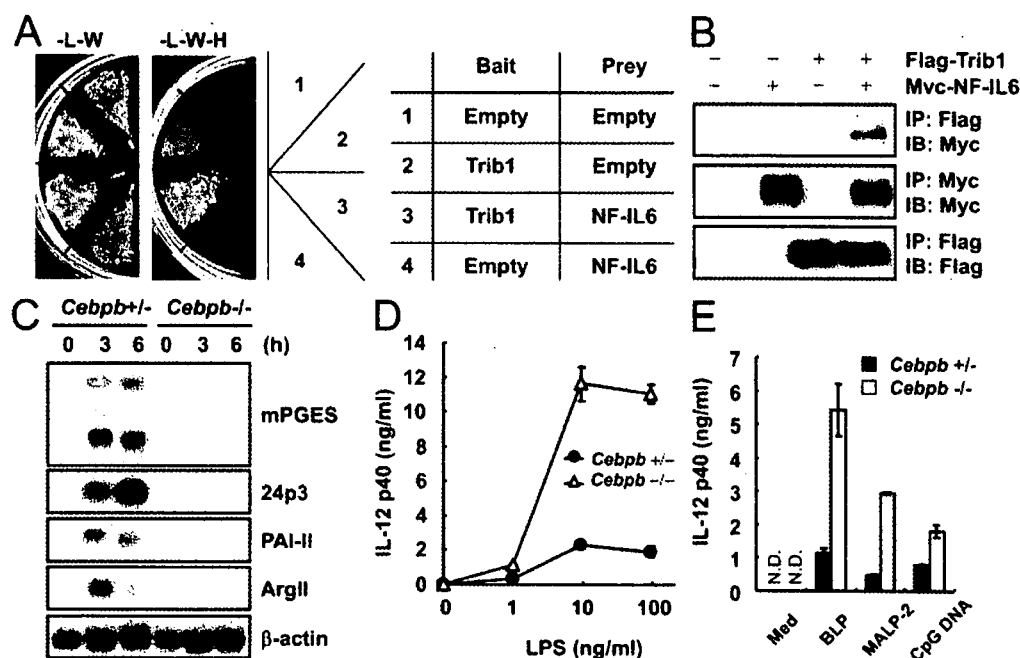 A
-L-W
-L-W-H
1
2
3
4
Bait Prey
1 Empty Empty
2 Trib1 Empty
3 Trib1 NF-IL6
4 Empty NF-IL6
B
- - + + Flag-Trib1
- + - + Mvc-NF-IL6
IP: Flag
IB: Myc
IP: Myc
IB: Myc
IP: Flag
IB: Flag
C
Cebpb+/- Cebpb-/-
0 3 6 0 3 6 (h)
mPGES
24p3
PAI-II
ArgII
β-actin
D
IL-12 p40 (ng/ml)
14
12
10
8
6
4
2
0
Cebpb +/-
Cebpb -/-
0 1 10 100
LPS (ng/ml)
E
IL-12 p40 (ng/ml)
7
6
5
4
3
2
1
0
Cebpb +/-
Cebpb -/-
N.D.
N.D.
Med
BLP
MALP-2
CpG DNA